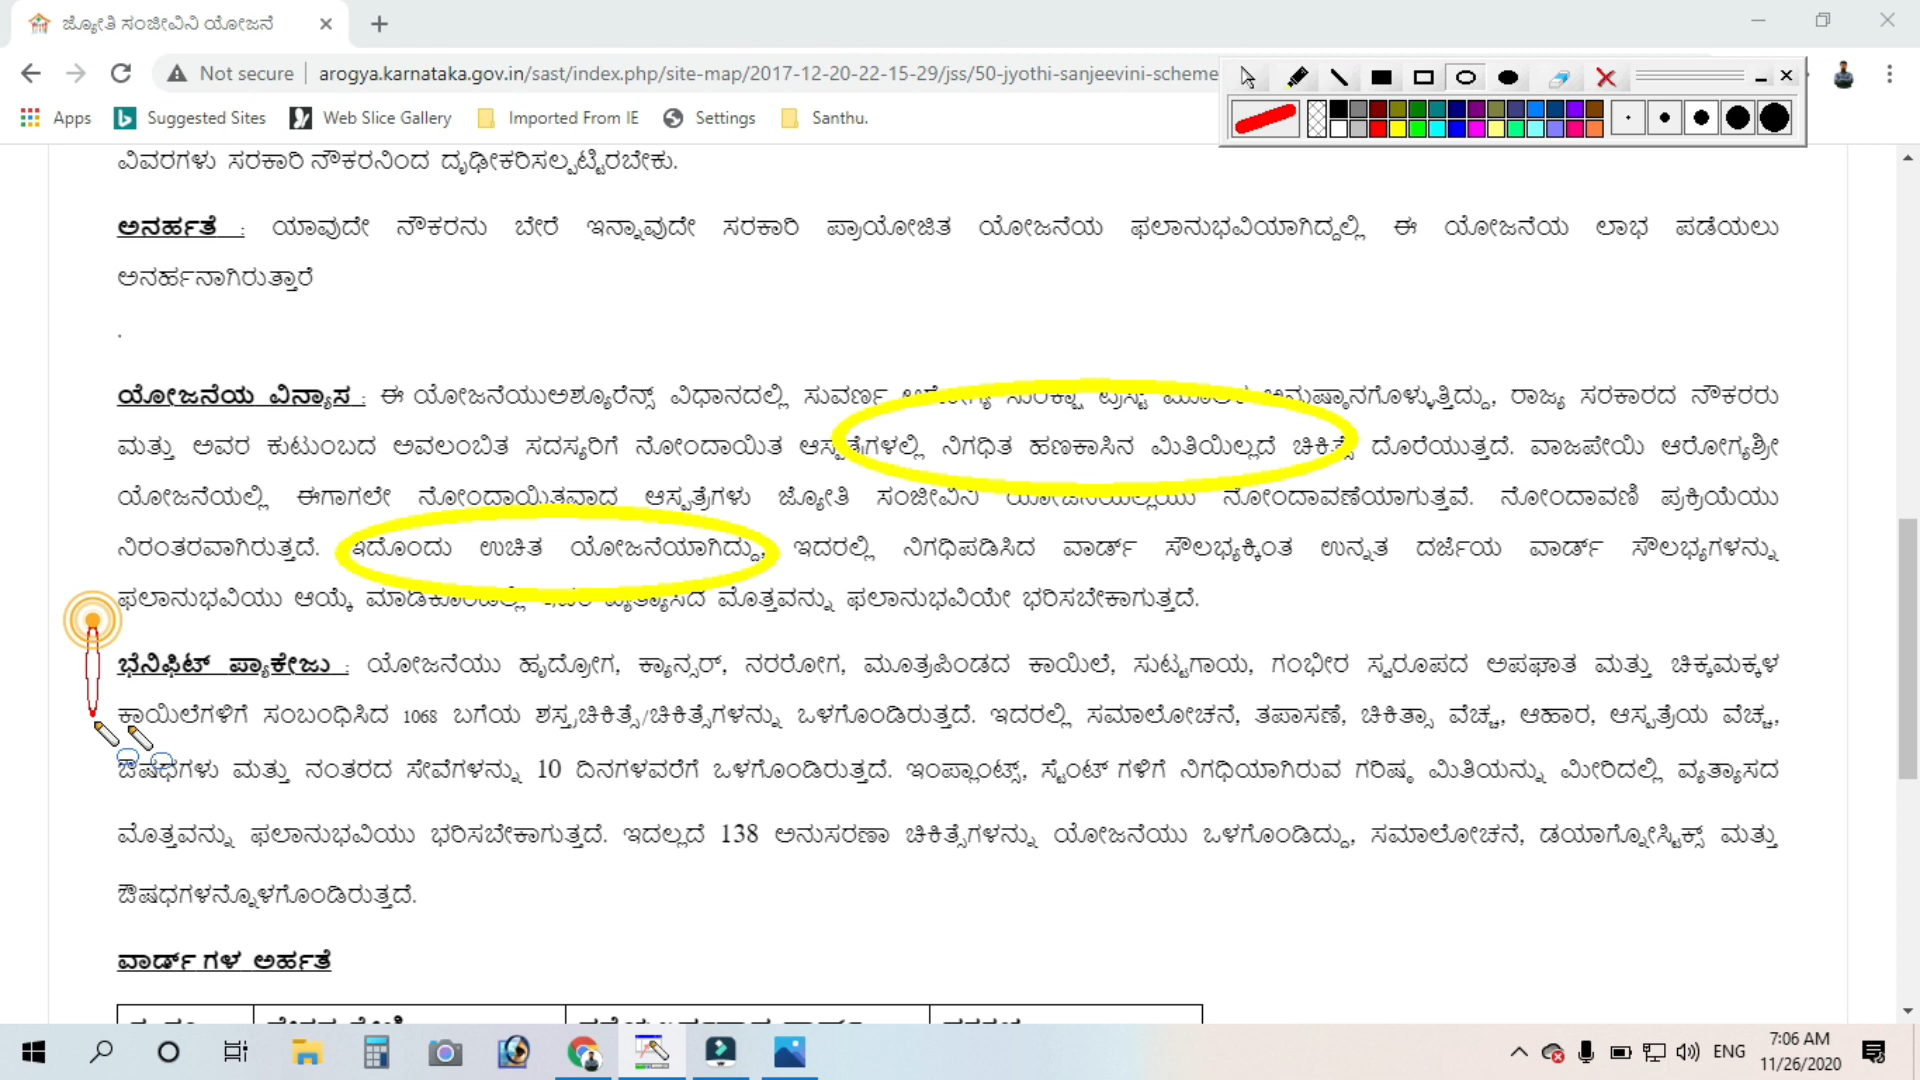 ಜ್ಯೋತಿ ಸಂಜೀವಿನಿ ಯೋಜನೆ
Not secure arogya.karnataka.gov.in/sast/index.php/site-map/2017-12-20-22-15-29/jss/50-jyothi-sanjeevini-scheme
Apps Suggested Sites Web Slice Gallery Imported From IE Settings Santhu.
ವಿವರಗಳು ಸರಕಾರಿ ನೌಕರನಿಂದ ದೃಢೀಕರಿಸಲ್ಪಟ್ಟಿರಬೇಕು.
ಅನರ್ಹತೆ : ಯಾವುದೇ ನೌಕರನು ಬೇರೆ ಇನ್ನಾವುದೇ ಸರಕಾರಿ ಪ್ರಾಯೋಜಿತ ಯೋಜನೆಯ ಫಲಾನುಭವಿಯಾಗಿದ್ದಲ್ಲಿ ಈ ಯೋಜನೆಯ ಲಾಭ ಪಡೆಯಲು
ಅನರ್ಹನಾಗಿರುತ್ತಾರೆ
.
ಯೋಜನೆಯ ವಿನ್ಯಾಸ : ಈ ಯೋಜನೆಯುಅಶ್ಯೂರೆನ್ಸ್ ವಿಧಾನದಲ್ಲಿ ಸುವರ್ಣ ಆರೋಗ್ಯ ಸುರಕ್ಷಾ ಟ್ರಸ್ಟ್ ಮೂಲಕ ಅನುಷ್ಠಾನಗೊಳ್ಳುತ್ತಿದ್ದು, ರಾಜ್ಯ ಸರಕಾರದ ನೌಕರರು
ಮತ್ತು ಅವರ ಕುಟುಂಬದ ಅವಲಂಬಿತ ಸದಸ್ಯರಿಗೆ ನೋಂದಾಯಿತ ಆಸ್ಪತ್ರೆಗಳಲ್ಲಿ ನಿಗಧಿತ ಹಣಕಾಸಿನ ಮಿತಿಯಿಲ್ಲದೆ ಚಿಕಿತ್ಸೆ ದೊರೆಯುತ್ತದೆ. ವಾಜಪೇಯಿ ಆರೋಗ್ಯಶ್ರೀ
ಯೋಜನೆಯಲ್ಲಿ ಈಗಾಗಲೇ ನೋಂದಾಯಿತವಾದ ಆಸ್ಪತ್ರೆಗಳು ಜ್ಯೋತಿ ಸಂಜೀವಿನಿ ಯೋಜನೆಯಲ್ಲಿಯು ನೋಂದಾವಣೆಯಾಗುತ್ತವೆ. ನೋಂದಾವಣಿ ಪ್ರಕ್ರಿಯೆಯು
ನಿರಂತರವಾಗಿರುತ್ತದೆ. ಇದೊಂದು ಉಚಿತ ಯೋಜನೆಯಾಗಿದ್ದು, ಇದರಲ್ಲಿ ನಿಗಧಿಪಡಿಸಿದ ವಾರ್ಡ್ ಸೌಲಭ್ಯಕ್ಕಿಂತ ಉನ್ನತ ದರ್ಜೆಯ ವಾರ್ಡ್ ಸೌಲಭ್ಯಗಳನ್ನು
ಫಲಾನುಭವಿಯು ಆಯ್ಕೆ ಮಾಡಿಕೊಂಡಲ್ಲಿ ವ್ಯತ್ಯಾಸದ ಮೊತ್ತವನ್ನು ಫಲಾನುಭವಿಯೇ ಭರಿಸಬೇಕಾಗುತ್ತದೆ.
ಭೆನಿಫಿಟ್ ಪ್ಯಾಕೇಜು : ಯೋಜನೆಯು ಹೃದ್ರೋಗ, ಕ್ಯಾನ್ಸರ್, ನರರೋಗ, ಮೂತ್ರಪಿಂಡದ ಕಾಯಿಲೆ, ಸುಟ್ಟಗಾಯ, ಗಂಭೀರ ಸ್ವರೂಪದ ಅಪಘಾತ ಮತ್ತು ಚಿಕ್ಕಮಕ್ಕಳ
ಕಾಯಿಲೆಗಳಿಗೆ ಸಂಬಂಧಿಸಿದ 1068 ಬಗೆಯ ಶಸ್ತ್ರಚಿಕಿತ್ಸೆ/ಚಿಕಿತ್ಸೆಗಳನ್ನು ಒಳಗೊಂಡಿರುತ್ತದೆ. ಇದರಲ್ಲಿ ಸಮಾಲೋಚನೆ, ತಪಾಸಣೆ, ಚಿಕಿತ್ಸಾ ವೆಚ್ಚ, ಆಹಾರ, ಆಸ್ಪತ್ರೆಯ ವೆಚ್ಚ,
ಔಷಧಗಳು ಮತ್ತು ನಂತರದ ಸೇವೆಗಳನ್ನು 10 ದಿನಗಳವರೆಗೆ ಒಳಗೊಂಡಿರುತ್ತದೆ. ಇಂಪ್ಲಾಂಟ್ಸ್, ಸ್ಟೆಂಟ್ ಗಳಿಗೆ ನಿಗಧಿಯಾಗಿರುವ ಗರಿಷ್ಠ ಮಿತಿಯನ್ನು ಮೀರಿದಲ್ಲಿ ವ್ಯತ್ಯಾಸದ
ಮೊತ್ತವನ್ನು ಫಲಾನುಭವಿಯು ಭರಿಸಬೇಕಾಗುತ್ತದೆ. ಇದಲ್ಲದೆ 138 ಅನುಸರಣಾ ಚಿಕಿತ್ಸೆಗಳನ್ನು ಯೋಜನೆಯು ಒಳಗೊಂಡಿದ್ದು, ಸಮಾಲೋಚನೆ, ಡಯಾಗ್ನೋಸ್ಟಿಕ್ಸ್ ಮತ್ತು
ಔಷಧಗಳನ್ನೊಳಗೊಂಡಿರುತ್ತದೆ.
ವಾರ್ಡ್ ಗಳ ಅರ್ಹತೆ
ENG
7:06 AM
11/26/2020